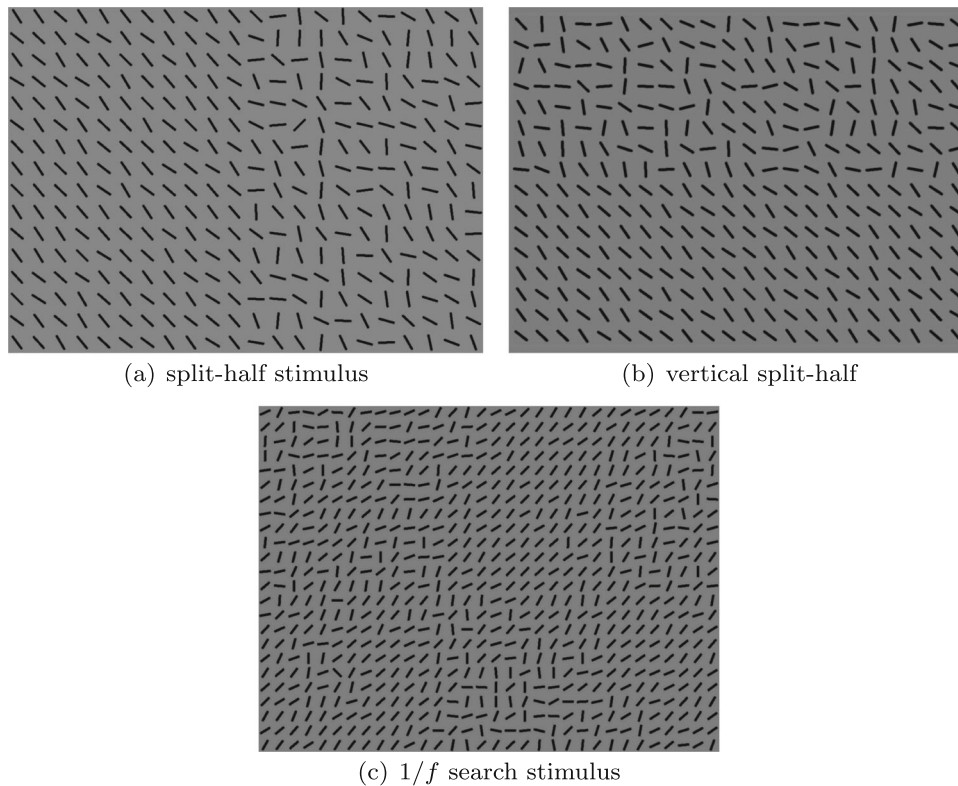 (a) split-half stimulus
(b) vertical split-half
(c) 1/f search stimulus